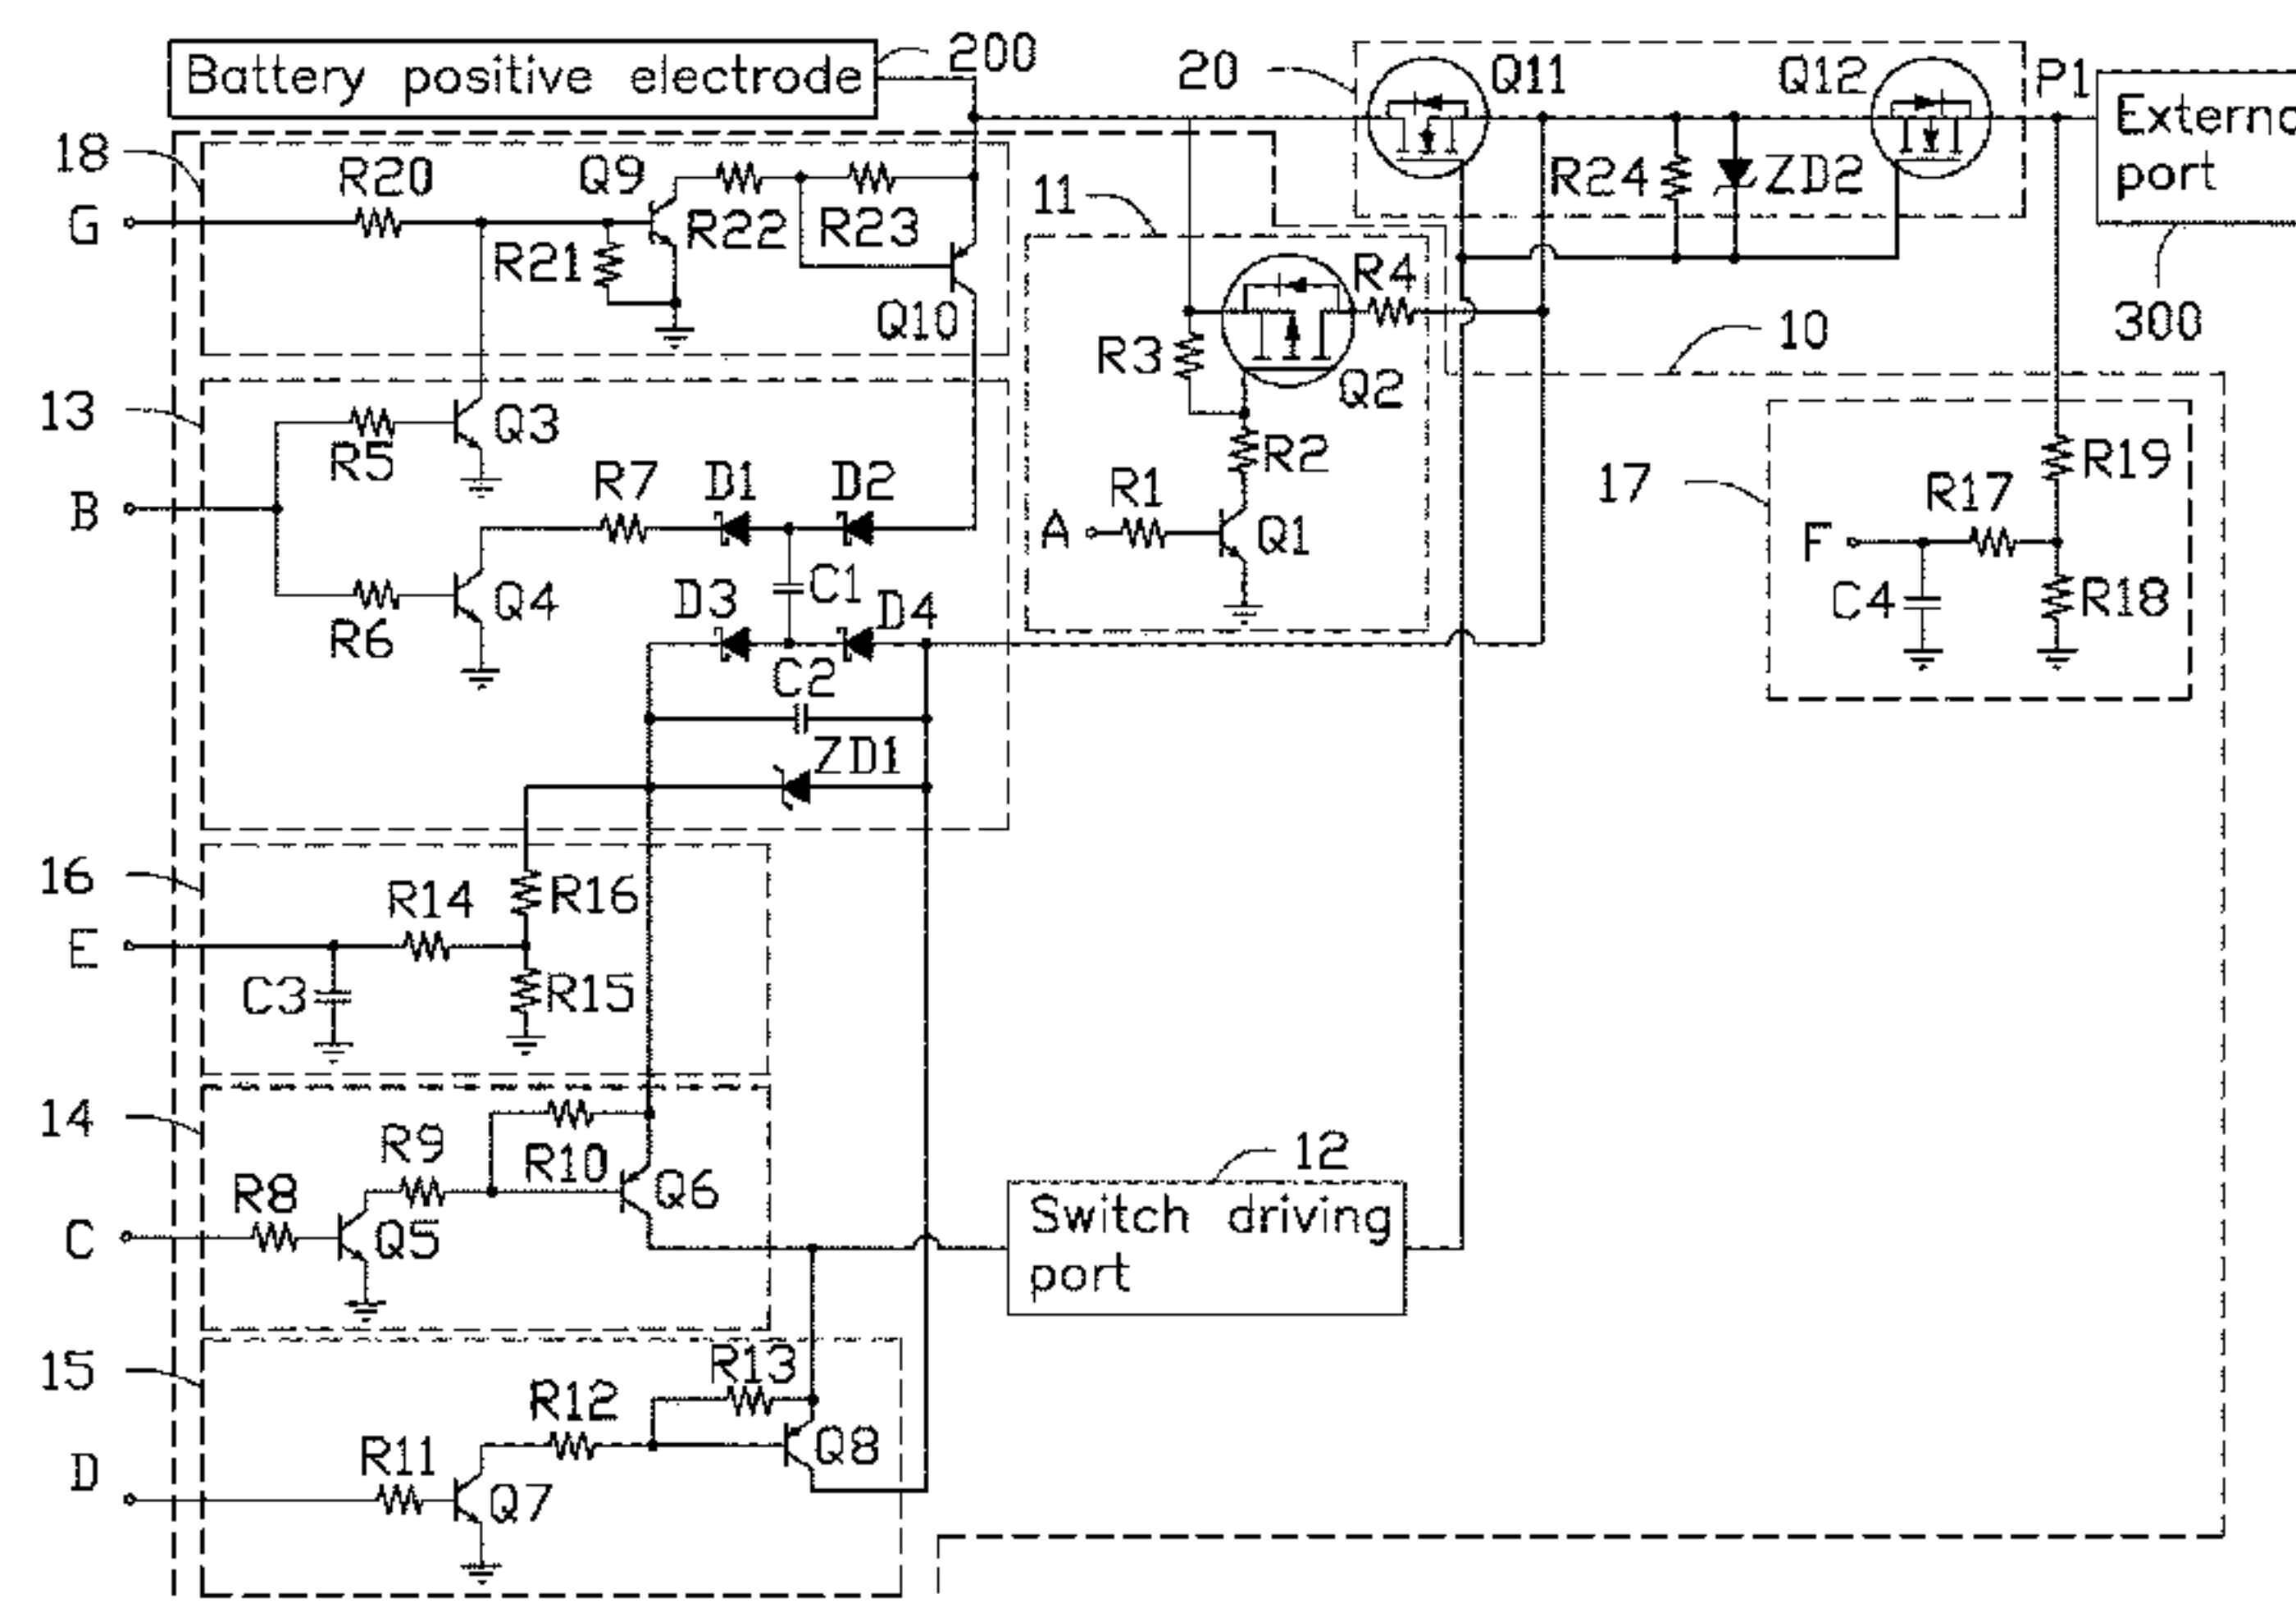 Battery positive electrode
200
20
Q11
Q12
P1
Externa
port
300
18
G
R20
Q9
R22
R23
R21
Q10
11
R4
R3
Q2
R2
R1
A
Q1
10
R24
ZD2
13
B
R5
Q3
R7
D1
D2
R6
Q4
C1
D3
D4
C2
ZD1
17
R19
R17
F
C4
R18
16
E
R14
R16
C3
R15
14
C
R8
R9
R10
Q5
Q6
12
Switch driving
port
15
D
R11
R12
R13
Q7
Q8